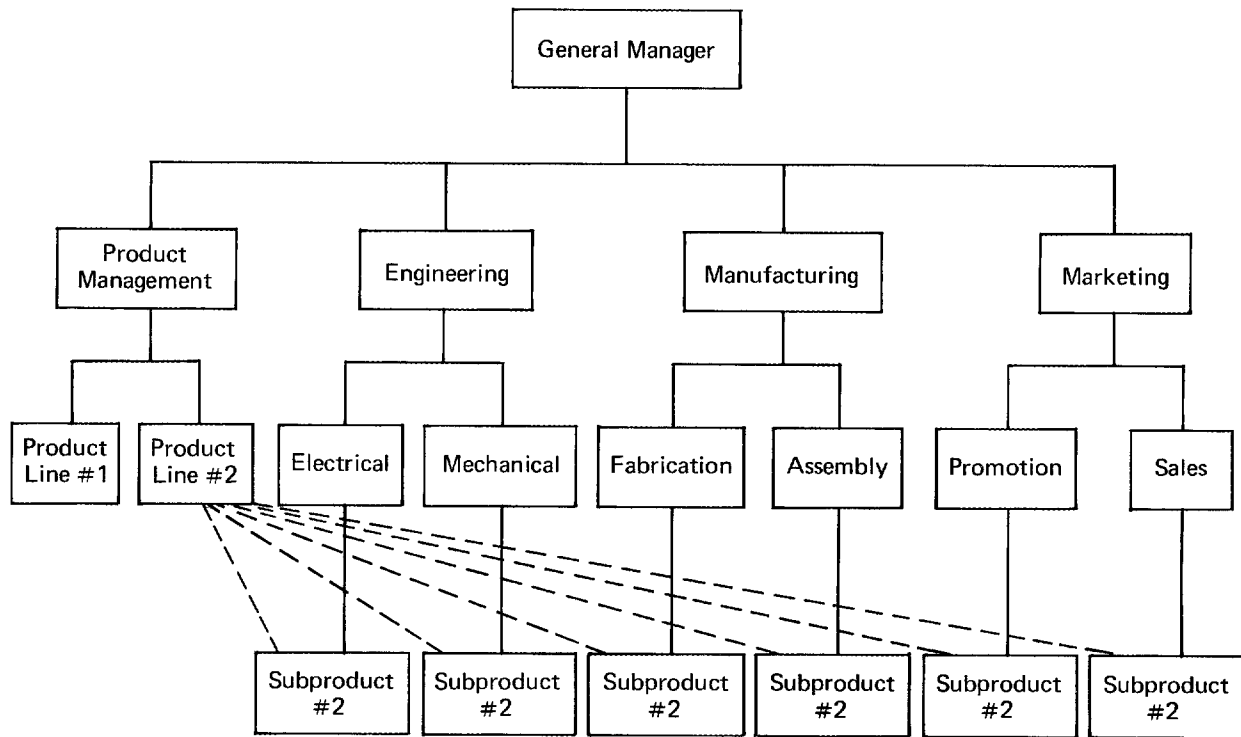 General Manager
Product
Management
Engineering
Manufacturing
Marketing
Product
Line #1
Product
Line #2
Electrical
Mechanical
Fabrication
Assembly
Promotion
Sales
Subproduct
#2
Subproduct
#2
Subproduct
#2
Subproduct
#2
Subproduct
#2
Subproduct
#2